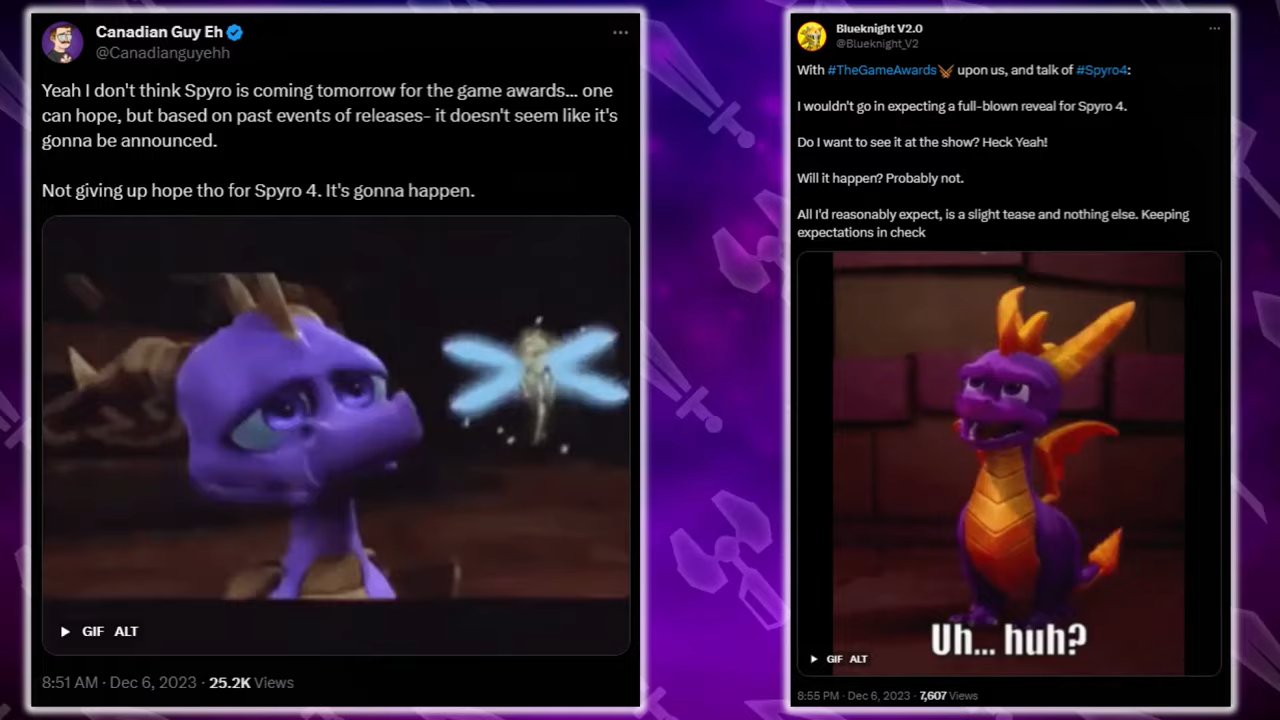 Canadian Guy Eh
@Canadianguyehh
Yeah I don't think Spyro is coming tomorrow for the game awards... one
can hope, but based on past events of releases- it doesn't seem like it's
gonna be announced.
Not giving up hope tho for Spyro 4. It's gonna happen.
GIF ALT
8:51 AM · Dec 6, 2023 · 25.2K Views
Blueknight V2.0
@Blueknight_V2
With #TheGameAwards upon us, and talk of #Spyro4:
I wouldn't go in expecting a full-blown reveal for Spyro 4.
Do I want to see it at the show? Heck Yeah!
Will it happen? Probably not.
All I'd reasonably expect, is a slight tease and nothing else. Keeping
expectations in check
Uh... huh?
GIF ALT
8:55 PM · Dec 6, 2023 · 7,607 Views